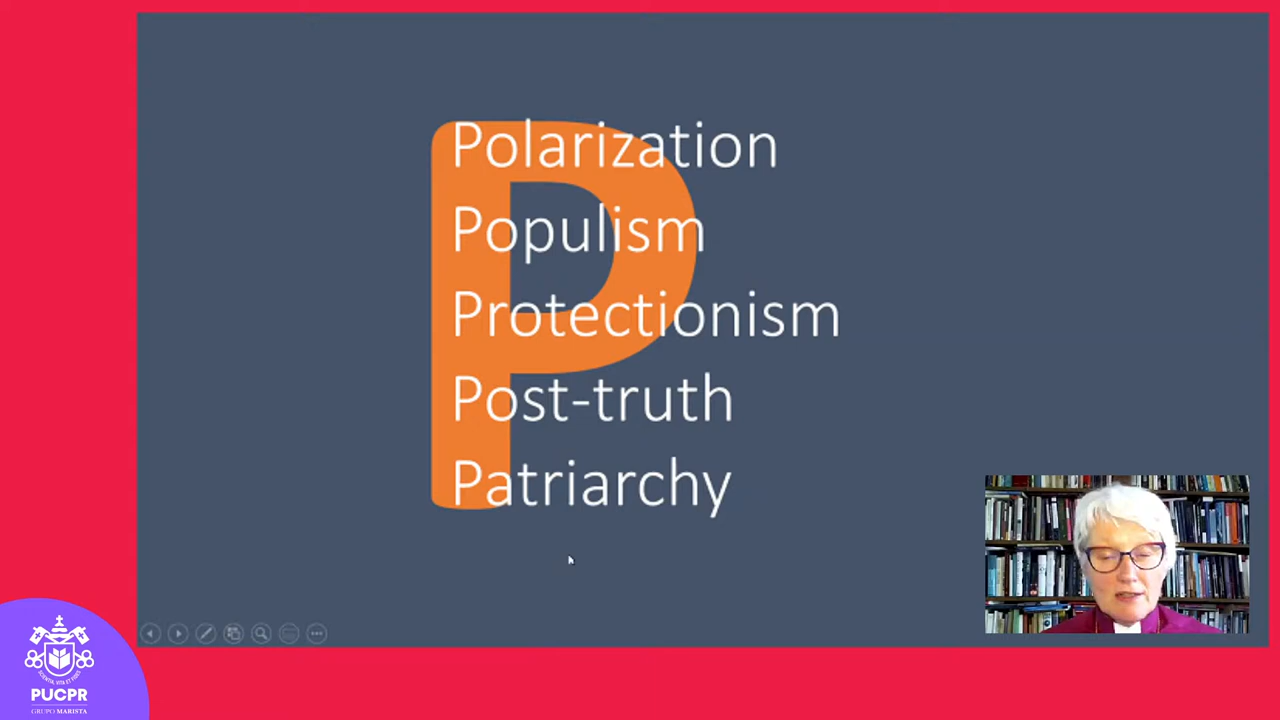 Polarization
Populism
Protectionism
Post-truth
Patriarchy
P
PUCPR
GRUPO MARISTA